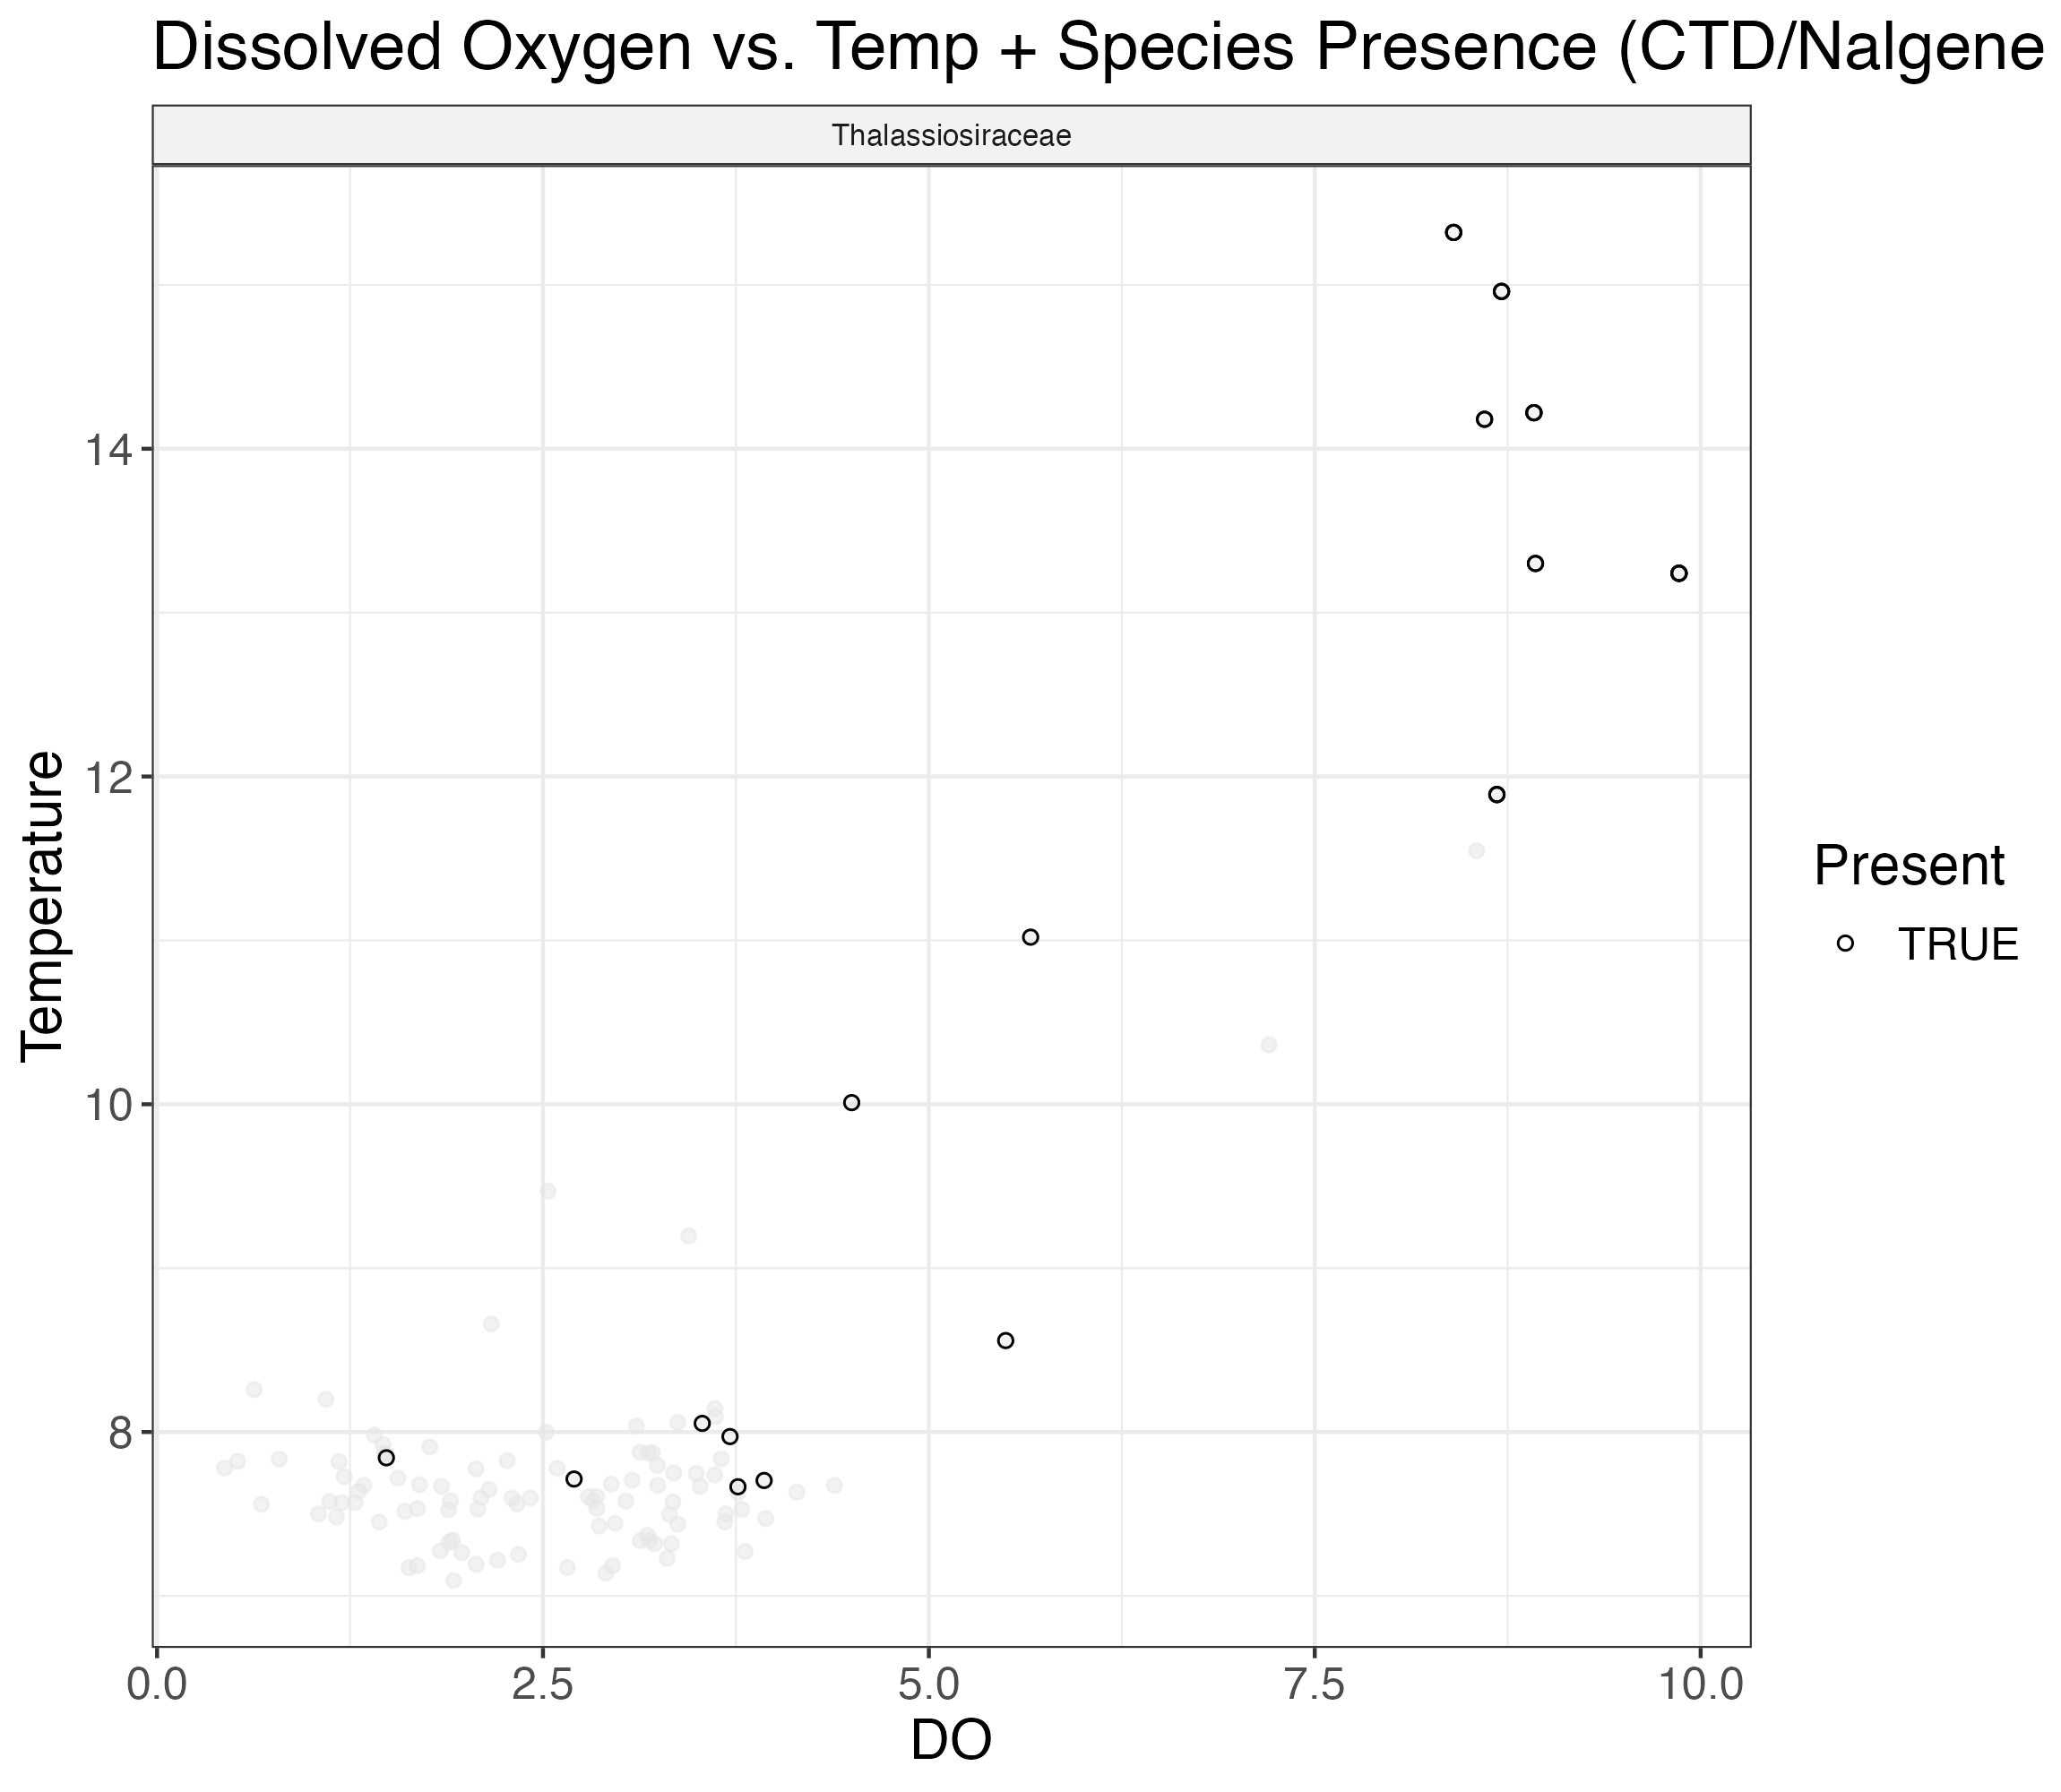 Dissolved Oxygen vs. Temp + Species Presence (CTD/Nalgene
Thalassiosiraceae
14
12
10
8
Temperature
0.0 2.5 5.0 7.5 10.0
DO
Present
TRUE